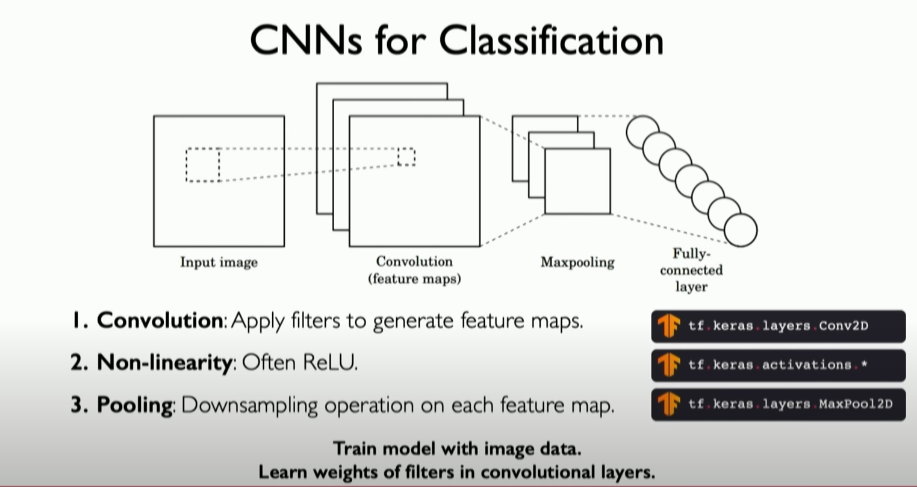 CNNs for Classification
Input image
Convolution
(feature maps)
Maxpooling
Fully-
connected
layer
1. Convolution: Apply filters to generate feature maps.
tf.keras.layers.Conv2D
2. Non-linearity: Often ReLU.
tf.keras.activations.*
3. Pooling: Downsampling operation on each feature map.
tf.keras.layers.MaxPool2D
Train model with image data.
Learn weights of filters in convolutional layers.